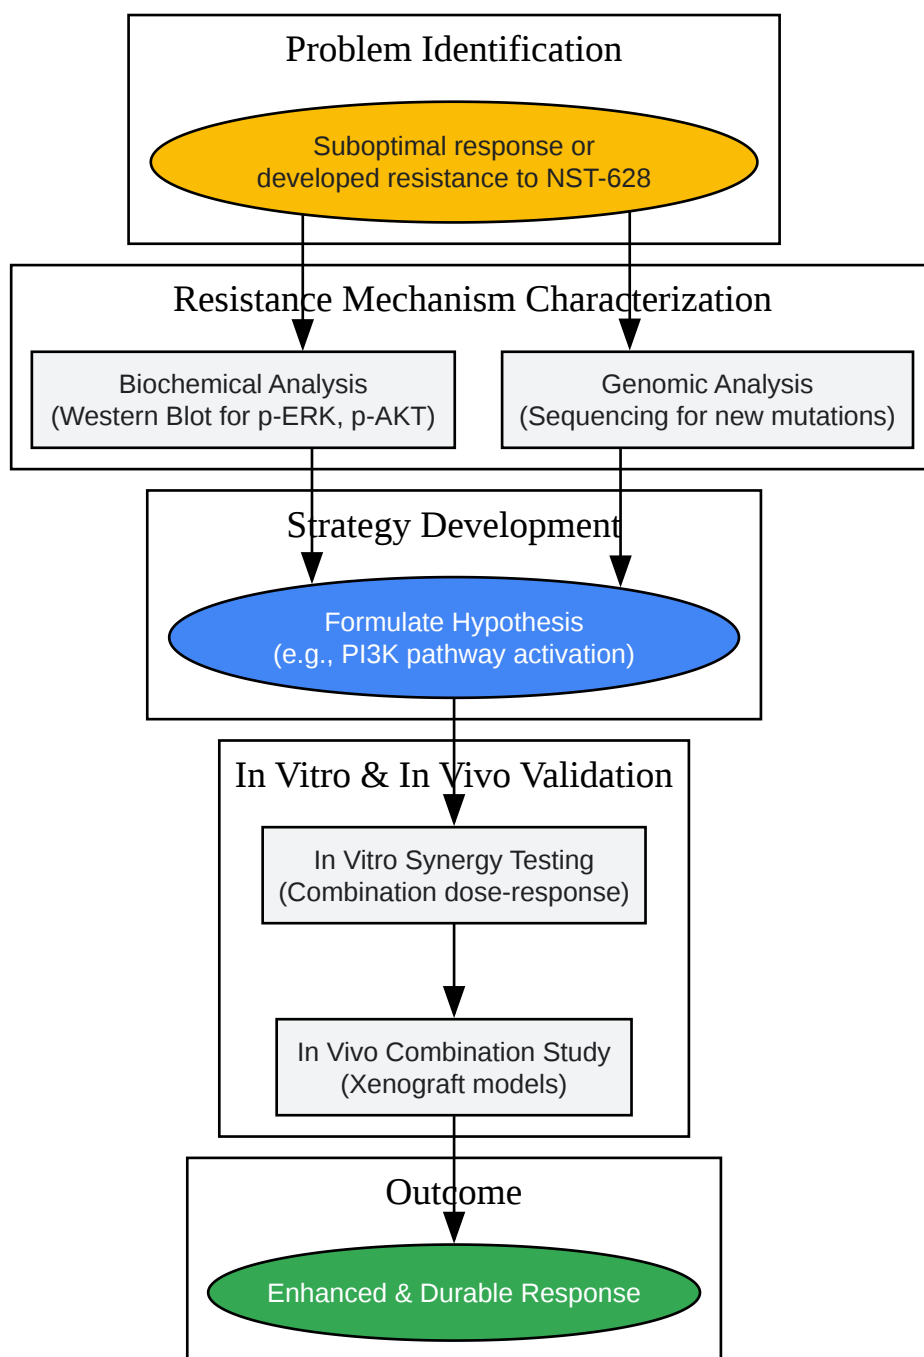 Problem Identification
Suboptimal response or
developed resistance to NST-628
Resistance Mechanism Characterization
Biochemical Analysis
(Western Blot for p-ERK, p-AKT)
Genomic Analysis
(Sequencing for new mutations)
Strategy Development
Formulate Hypothesis
(e.g., PI3K pathway activation)
In Vitro & In Vivo Validation
In Vitro Synergy Testing
(Combination dose-response)
In Vivo Combination Study
(Xenograft models)
Outcome
Enhanced & Durable Response